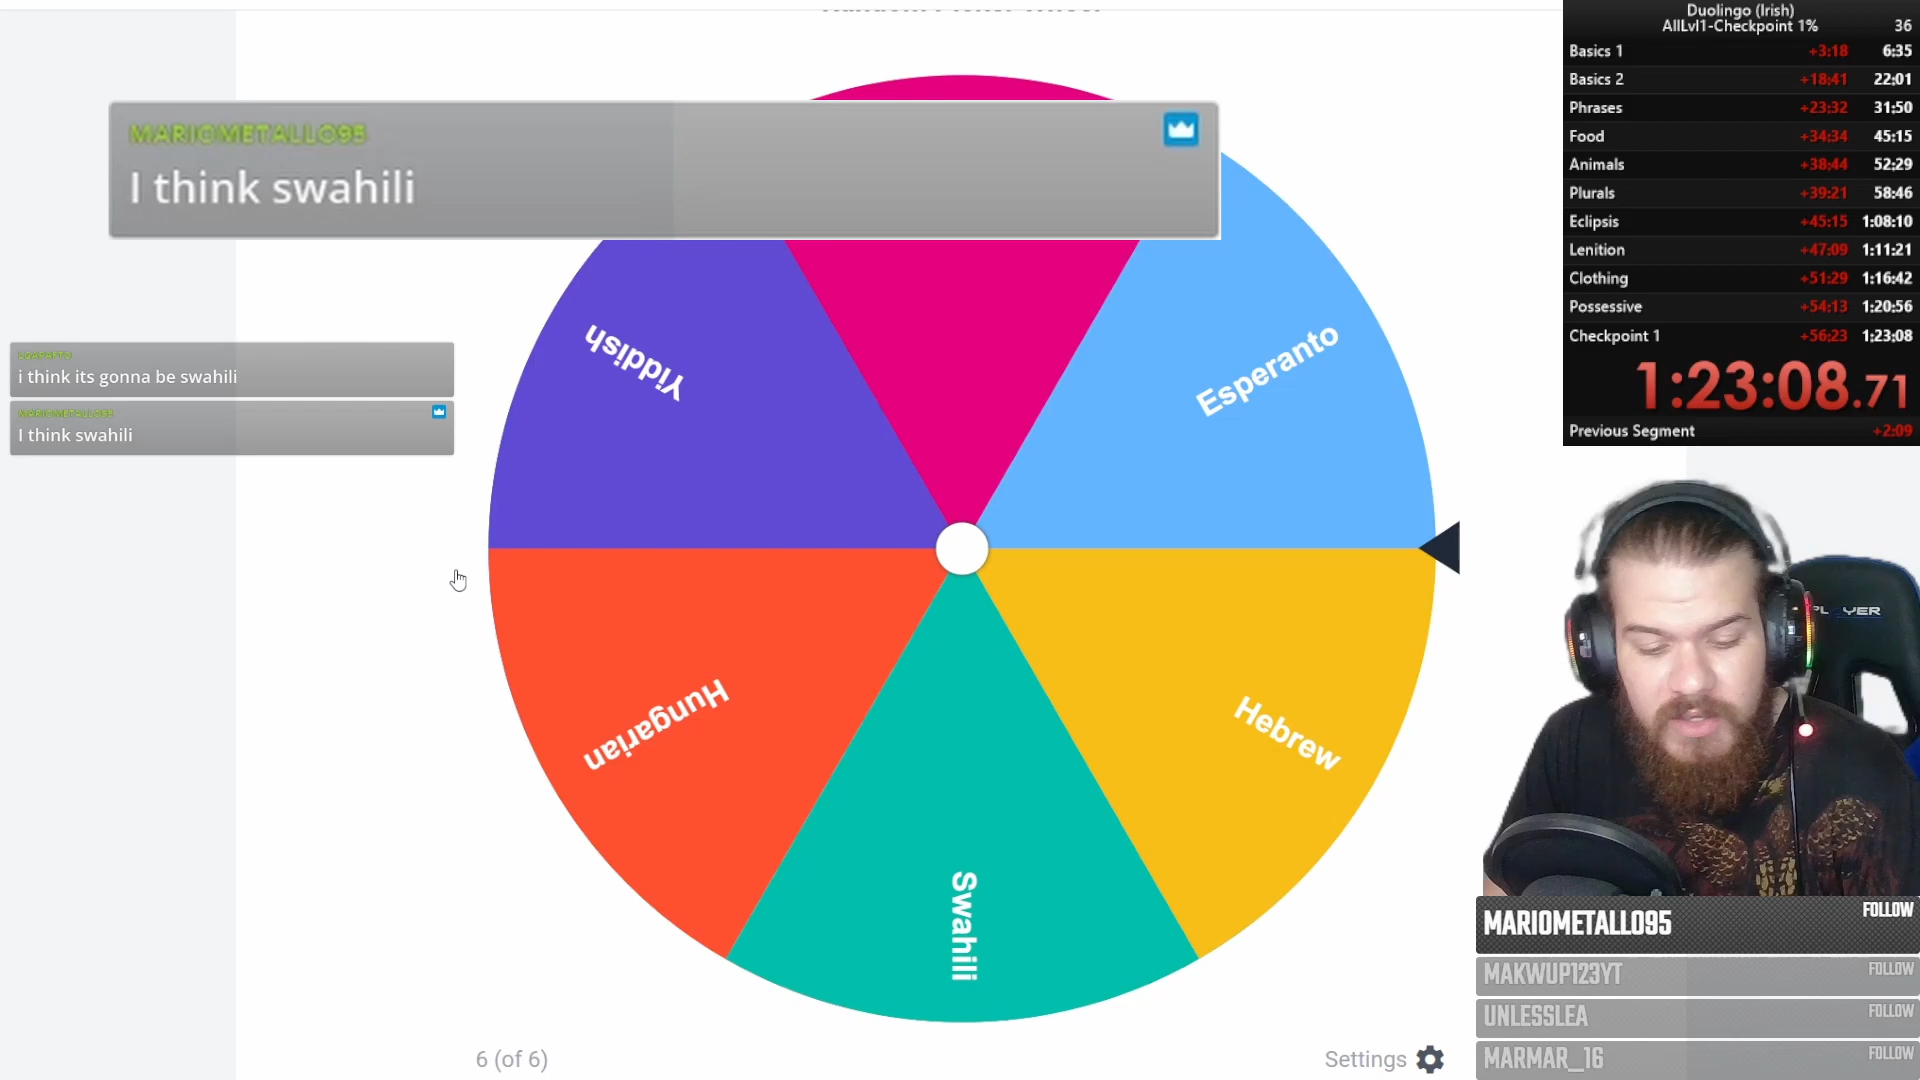 MARIOMETALLO95
I think swahili
i think its gonna be swahili
MARIOMETALLO95
I think swahili
Yiddish
Esperanto
Hungarian
Hebrew
Swahili
6 (of 6)
Settings
Duolingo (Irish)
AllLvl1-Checkpoint 1% 36
Basics 1 +3:18 6:35
Basics 2 +18:41 22:01
Phrases +23:32 31:50
Food +34:34 45:15
Animals +38:44 52:29
Plurals +39:21 58:46
Eclipsis +45:15 1:08:10
Lenition +47:09 1:11:21
Clothing +51:29 1:16:42
Possessive +54:13 1:20:56
Checkpoint 1 +56:23 1:23:08
1:23:08.71
Previous Segment +2:09
MARIOMETALLO95 FOLLOW
MAKWUP123YT FOLLOW
UNLESSLEA FOLLOW
MARMAR_16 FOLLOW